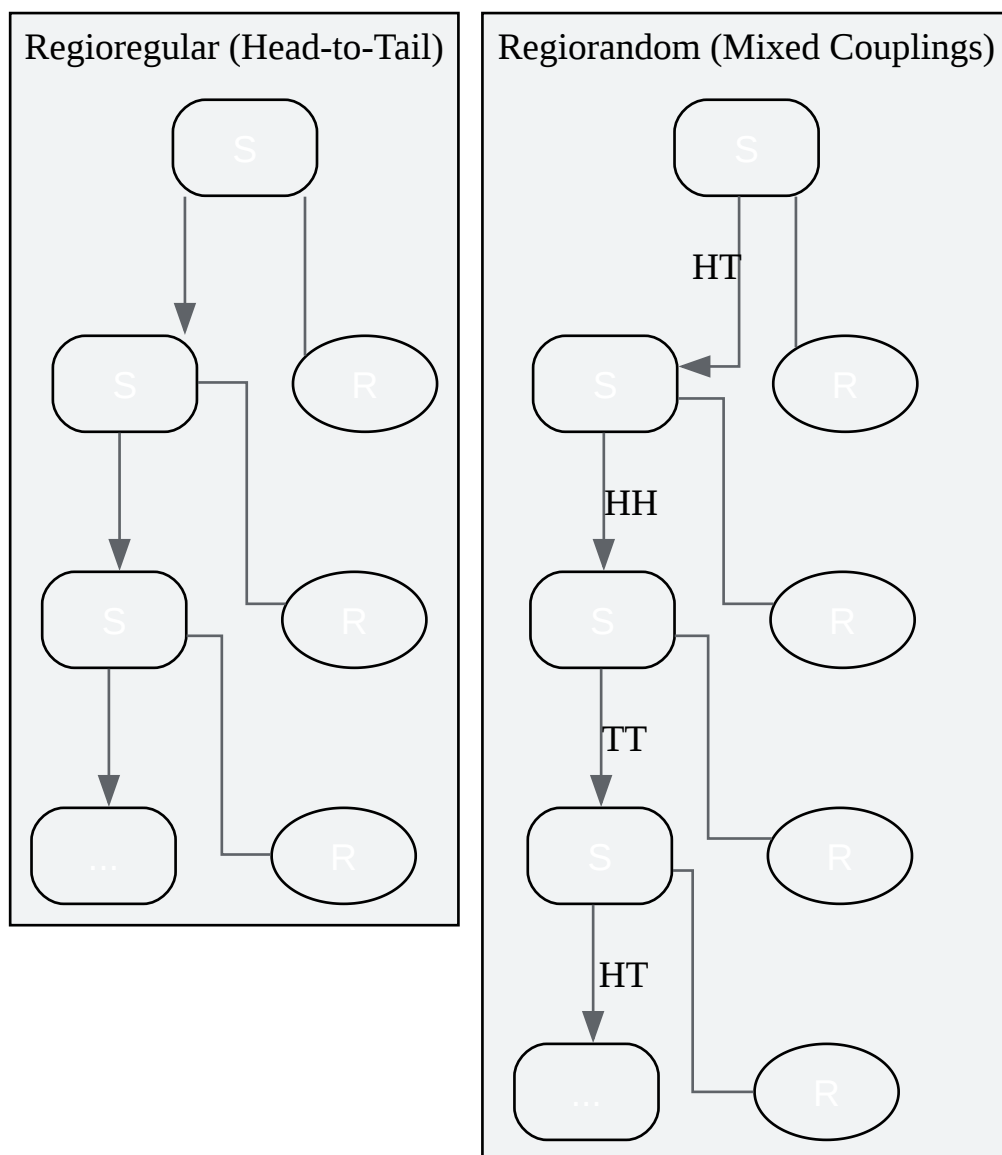 Regioregular (Head-to-Tail)
S
S
R
S
R
...
R
Regiorandom (Mixed Couplings)
S
HT
S
R
HH
S
R
TT
S
R
HT
...
R